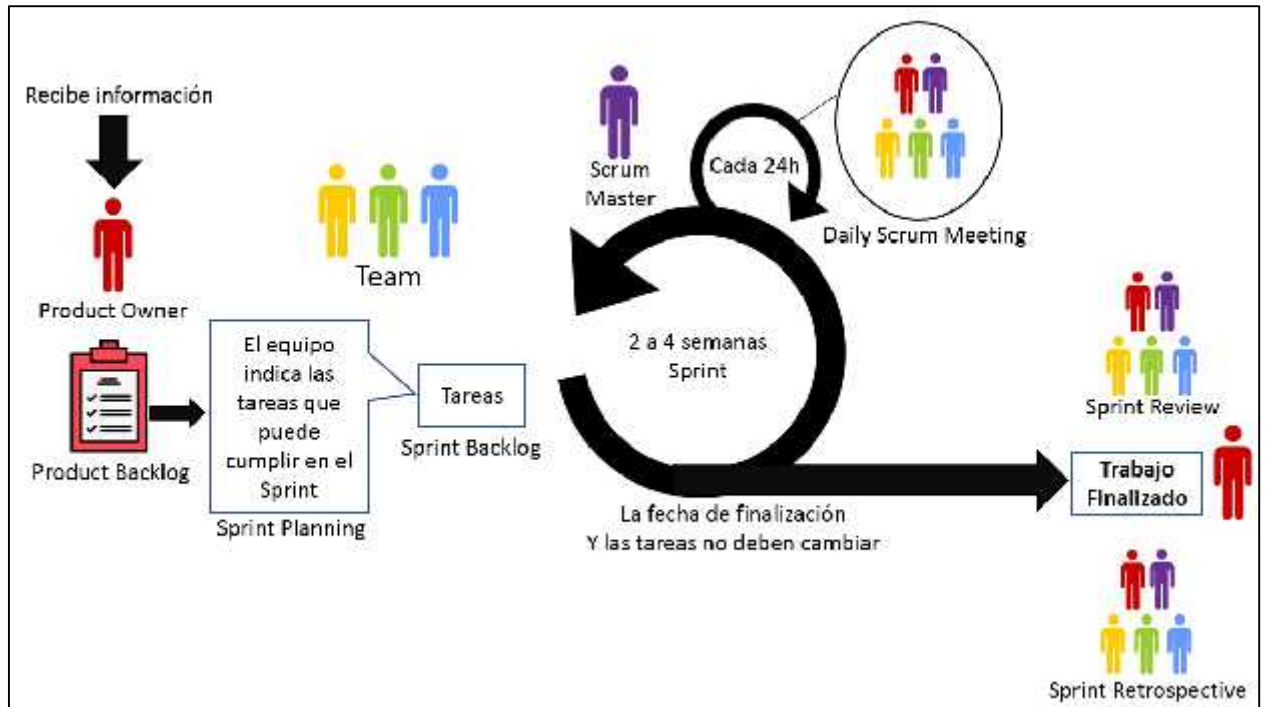 Recibe información
Product Owner
Product Backlog
El equipo
indica las
tareas que
puede
cumplir en el
Sprint
Sprint Planning
Team
Tareas
Sprint Backlog
Scrum
Master
Cada 24h
Daily Scrum Meeting
2 a 4 semanas
Sprint
La fecha de finalización
Y las tareas no deben cambiar
Sprint Review
Trabajo
Finalizado
Sprint Retrospective